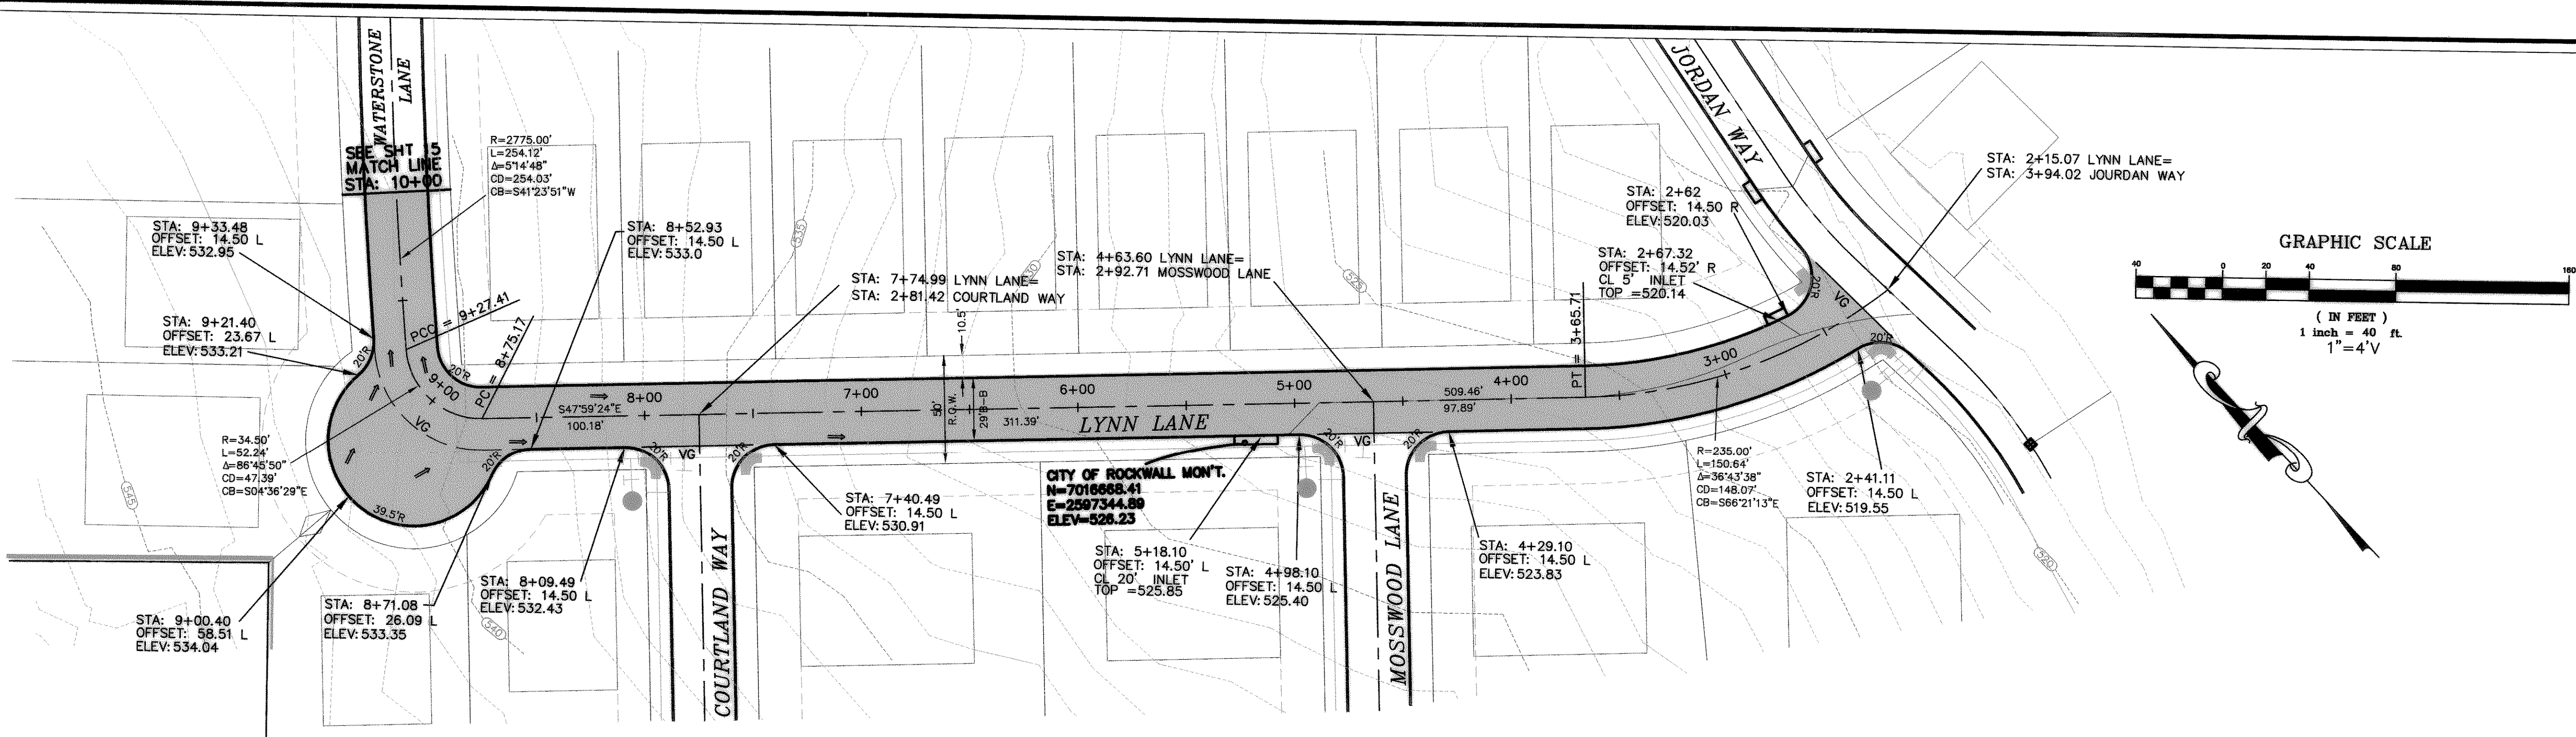 WATERSTONE
LANE
SEE SHT 15
MATCH LINE
STA: 10+00
R=2775.00'
L=254.12'
Δ=5°14'48"
CD=254.03'
CB=S41°23'51"W
STA: 9+33.48
OFFSET: 14.50 L
ELEV: 532.95
STA: 9+21.40
OFFSET: 23.67 L
ELEV: 533.21
PCC = 9+27.41
PC = 8+75.17
20'R
20'R
9+00
VG
R=34.50'
L=52.24'
Δ=86°45'50"
CD=47.39'
CB=S04°36'29"E
39.5'R
20'R
545
STA: 9+00.40
OFFSET: 58.51 L
ELEV: 534.04
STA: 8+71.08
OFFSET: 26.09 L
ELEV: 533.35
STA: 8+52.93
OFFSET: 14.50 L
ELEV: 533.0
S47°59'24"E
100.18'
8+00
STA: 8+09.49
OFFSET: 14.50 L
ELEV: 532.43
540
20'R
VG
20'R
COURTLAND WAY
STA: 7+74.99 LYNN LANE=
STA: 2+81.42 COURTLAND WAY
535
7+00
STA: 7+40.49
OFFSET: 14.50 L
ELEV: 530.91
10.5'
50'
R.O.W.
29'B-B
311.39'
6+00
LYNN LANE
530
STA: 4+63.60 LYNN LANE=
STA: 2+92.71 MOSSWOOD LANE
5+00
CITY OF ROCKWALL MON'T.
N=7016668.41
E=2597344.89
ELEV=526.23
STA: 5+18.10
OFFSET: 14.50' L
CL 20' INLET
TOP =525.85
STA: 4+98.10
OFFSET: 14.50 L
ELEV: 525.40
20'R
VG
20'R
MOSSWOOD LANE
525
509.46'
97.89'
4+00
STA: 4+29.10
OFFSET: 14.50 L
ELEV: 523.83
PT = 3+65.71
STA: 2+62
OFFSET: 14.50 R
ELEV: 520.03
STA: 2+67.32
OFFSET: 14.52' R
CL 5' INLET
TOP =520.14
JORDAN WAY
3+00
20'R
VG
20'R
R=235.00'
L=150.64'
Δ=36°43'38"
CD=148.07'
CB=S66°21'13"E
STA: 2+41.11
OFFSET: 14.50 L
ELEV: 519.55
STA: 2+15.07 LYNN LANE=
STA: 3+94.02 JOURDAN WAY
520
GRAPHIC SCALE
40 0 20 40 80 160
( IN FEET )
1 inch = 40 ft.
1"=4'V